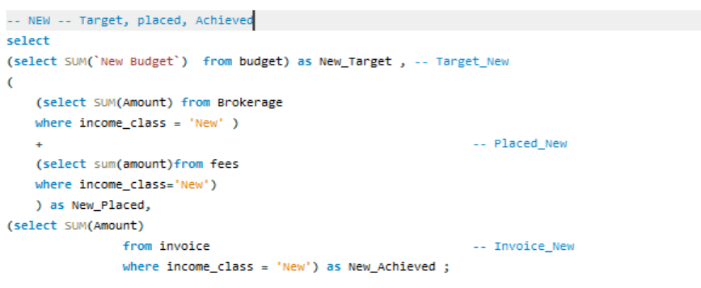 -- NEW -- Target, placed, Achieved
select
(select SUM(`New Budget`)  from budget) as New_Target , -- Target_New
(
(select SUM(Amount) from Brokerage
where income_class = 'New' )
+ -- Placed_New
(select sum(amount)from fees
where income_class='New')
) as New_Placed,
(select SUM(Amount)
from invoice -- Invoice_New
where income_class = 'New') as New_Achieved ;